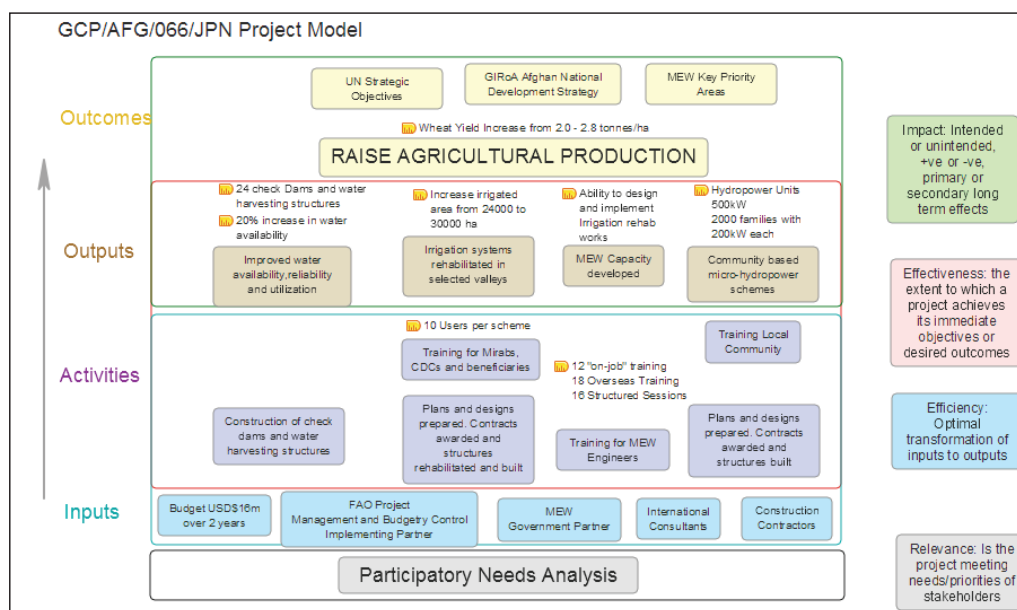 GCP/AFG/066/JPN Project Model
UN Strategic
Objectives
GIRoA Afghan National
Development Strategy
MEW Key Priority
Areas
Outcomes
Wheat Yield Increase from 2.0 - 2.8 tonnes/ha
RAISE AGRICULTURAL PRODUCTION
Impact: Intended
or unintended,
+ve or -ve,
primary or
secondary long
term effects
24 check Dams and water
harvesting structures
20% increase in water
availability
Increase irrigated
area from 24000 to
30000 ha
Ability to design
and implement
Irrigation rehab
works
Hydropower Units
500kW
2000 families with
200kW each
Outputs
Improved water
availability,reliability
and utilization
Irrigation systems
rehabilitated in
selected valleys
MEW Capacity
developed
Community based
micro-hydropower
schemes
Effectiveness: the
extent to which a
project achieves
its immediate
objectives or
desired outcomes
10 Users per scheme
Training for Mirabs,
CDCs and beneficiaries
Training Local
Community
Activities
12 "on-job" training
18 Overseas Training
16 Structured Sessions
Construction of check
dams and water
harvesting structures
Plans and designs
prepared. Contracts
awarded and
structures
rehabilitated and built
Training for MEW
Engineers
Plans and designs
prepared. Contracts
awarded and
structures built
Efficiency:
Optimal
transformation of
inputs to outputs
Inputs
Budget USD$16m
over 2 years
FAO Project
Management and Budgetry Control
Implementing Partner
MEW
Government Partner
International
Consultants
Construction
Contractors
Participatory Needs Analysis
Relevance: Is the
project meeting
needs/priorities of
stakeholders